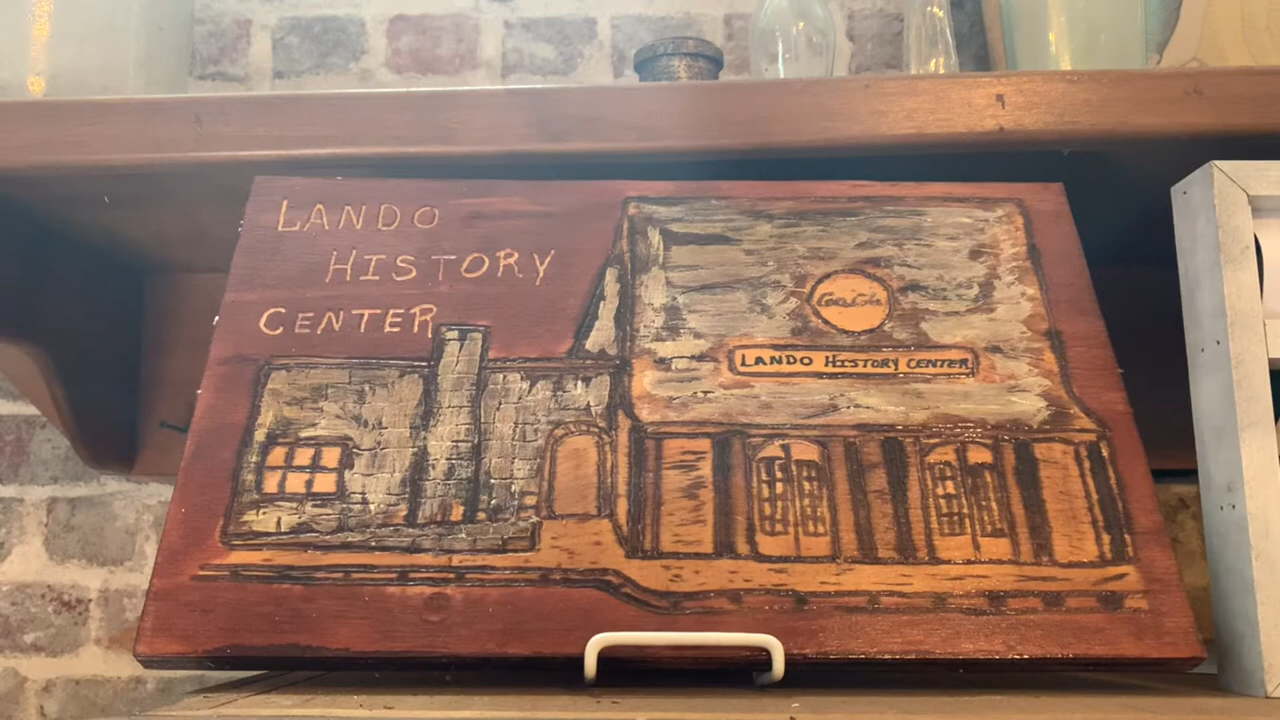 LANDO
HISTORY
CENTER
Coca-Cola
LANDO HISTORY CENTER